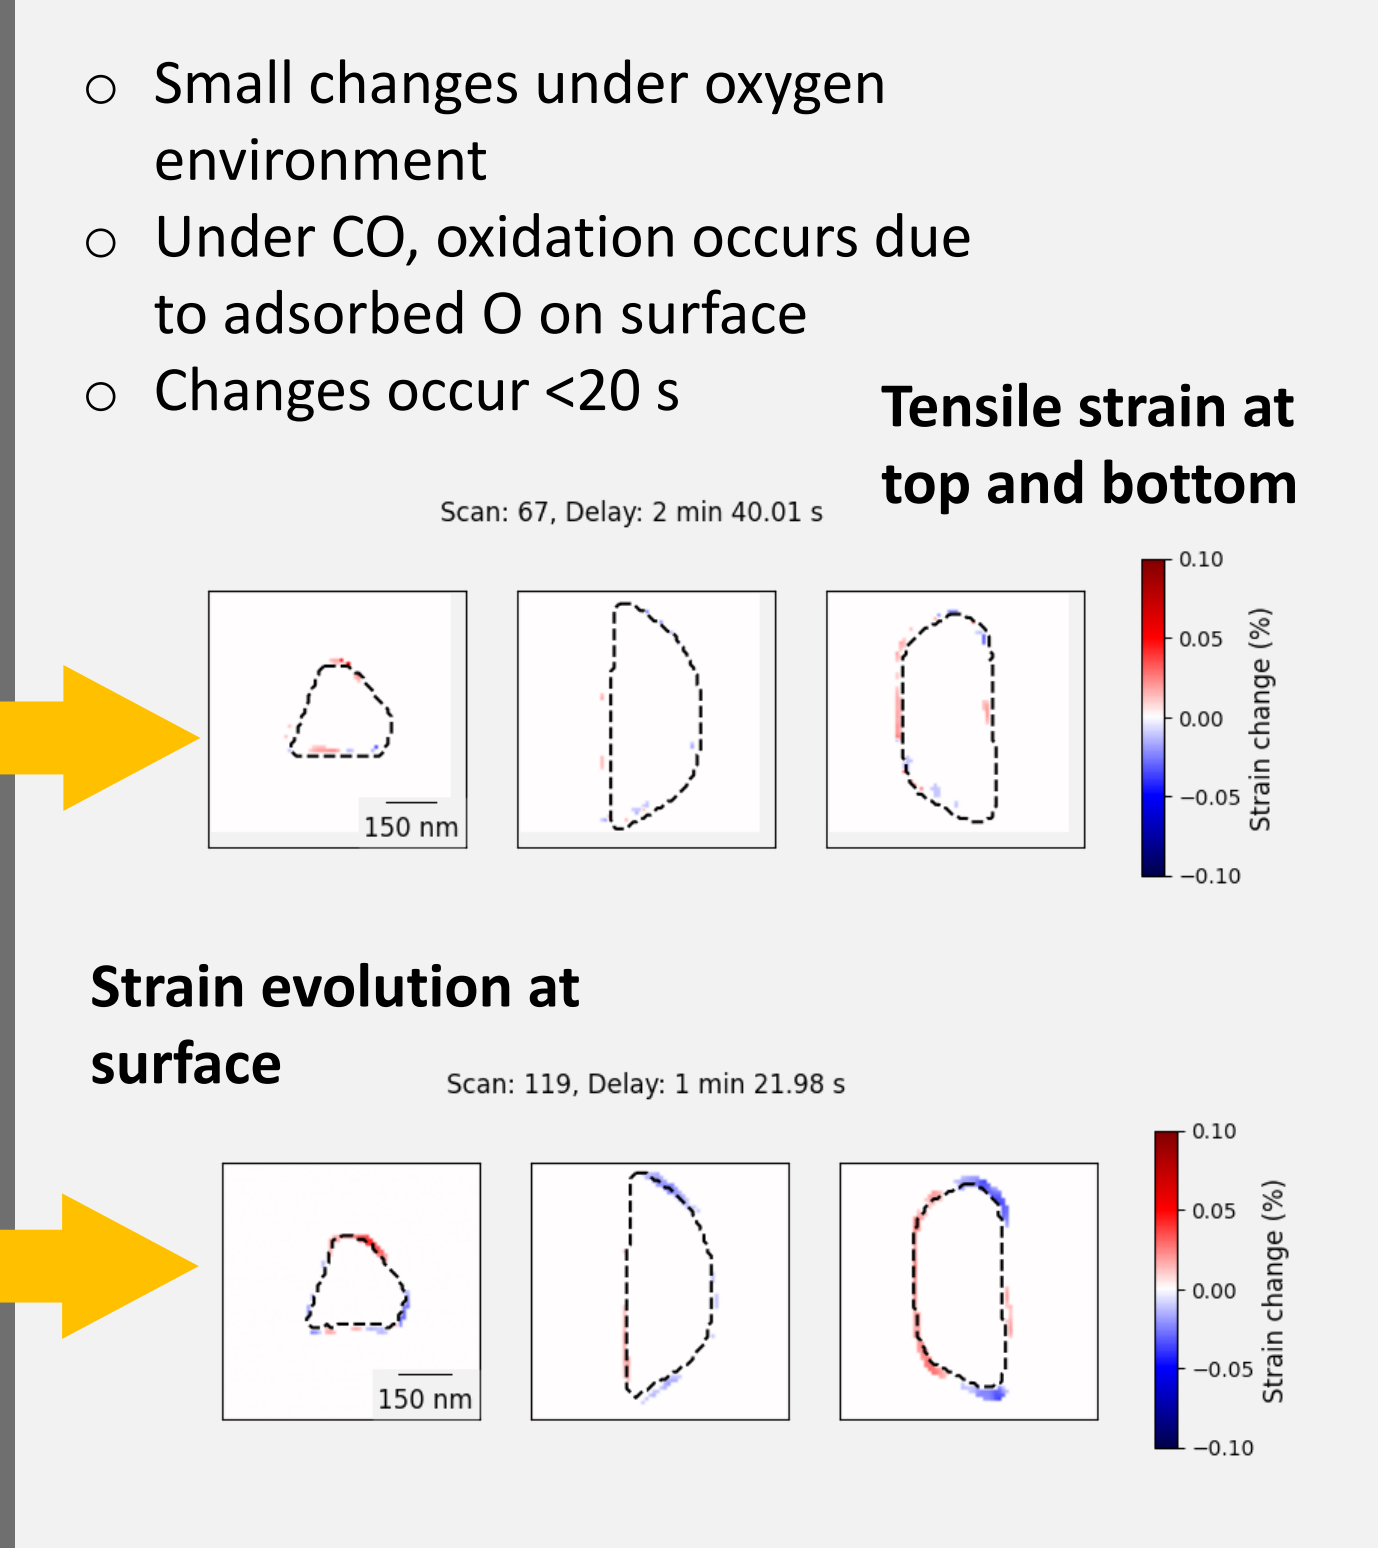 ○ Small changes under oxygen
environment
○ Under CO, oxidation occurs due
to adsorbed O on surface
○ Changes occur <20 s
Tensile strain at
top and bottom
Scan: 67, Delay: 2 min 40.01 s
150 nm
0.10
0.05
0.00
−0.05
−0.10
Strain change (%)
Strain evolution at
surface
Scan: 119, Delay: 1 min 21.98 s
150 nm
0.10
0.05
0.00
−0.05
−0.10
Strain change (%)